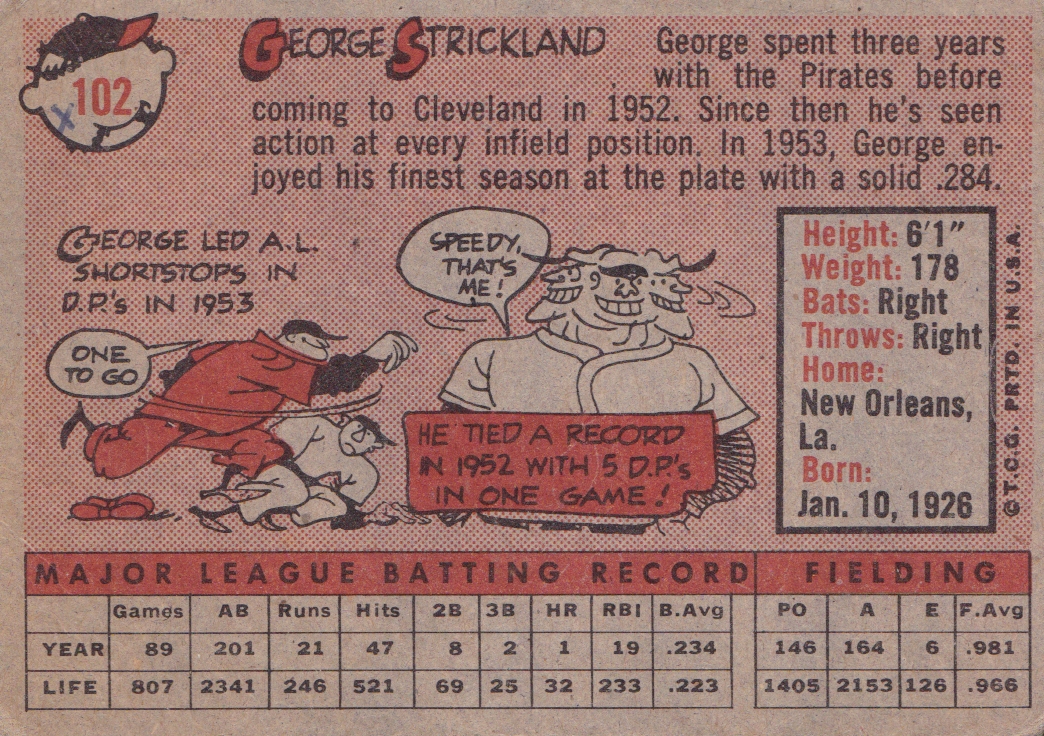 102
GEORGE STRICKLAND
George spent three years
with the Pirates before
coming to Cleveland in 1952. Since then he's seen
action at every infield position. In 1953, George en-
joyed his finest season at the plate with a solid .284.
GEORGE LED A.L.
SHORTSTOPS IN
D.P.'s IN 1953
ONE
TO GO
SPEEDY,
THAT'S
ME!
HE TIED A RECORD
IN 1952 WITH 5 D.P.'s
IN ONE GAME!
Height: 6'1"
Weight: 178
Bats: Right
Throws: Right
Home:
New Orleans,
La.
Born:
Jan. 10, 1926
© T.C.G. PRTD. IN U.S.A.
MAJOR LEAGUE BATTING RECORD FIELDING
Games AB Runs Hits 2B 3B HR RBI B.Avg PO A E F.Avg
YEAR 89 201 21 47 8 2 1 19 .234 146 164 6 .981
LIFE 807 2341 246 521 69 25 32 233 .223 1405 2153 126 .966